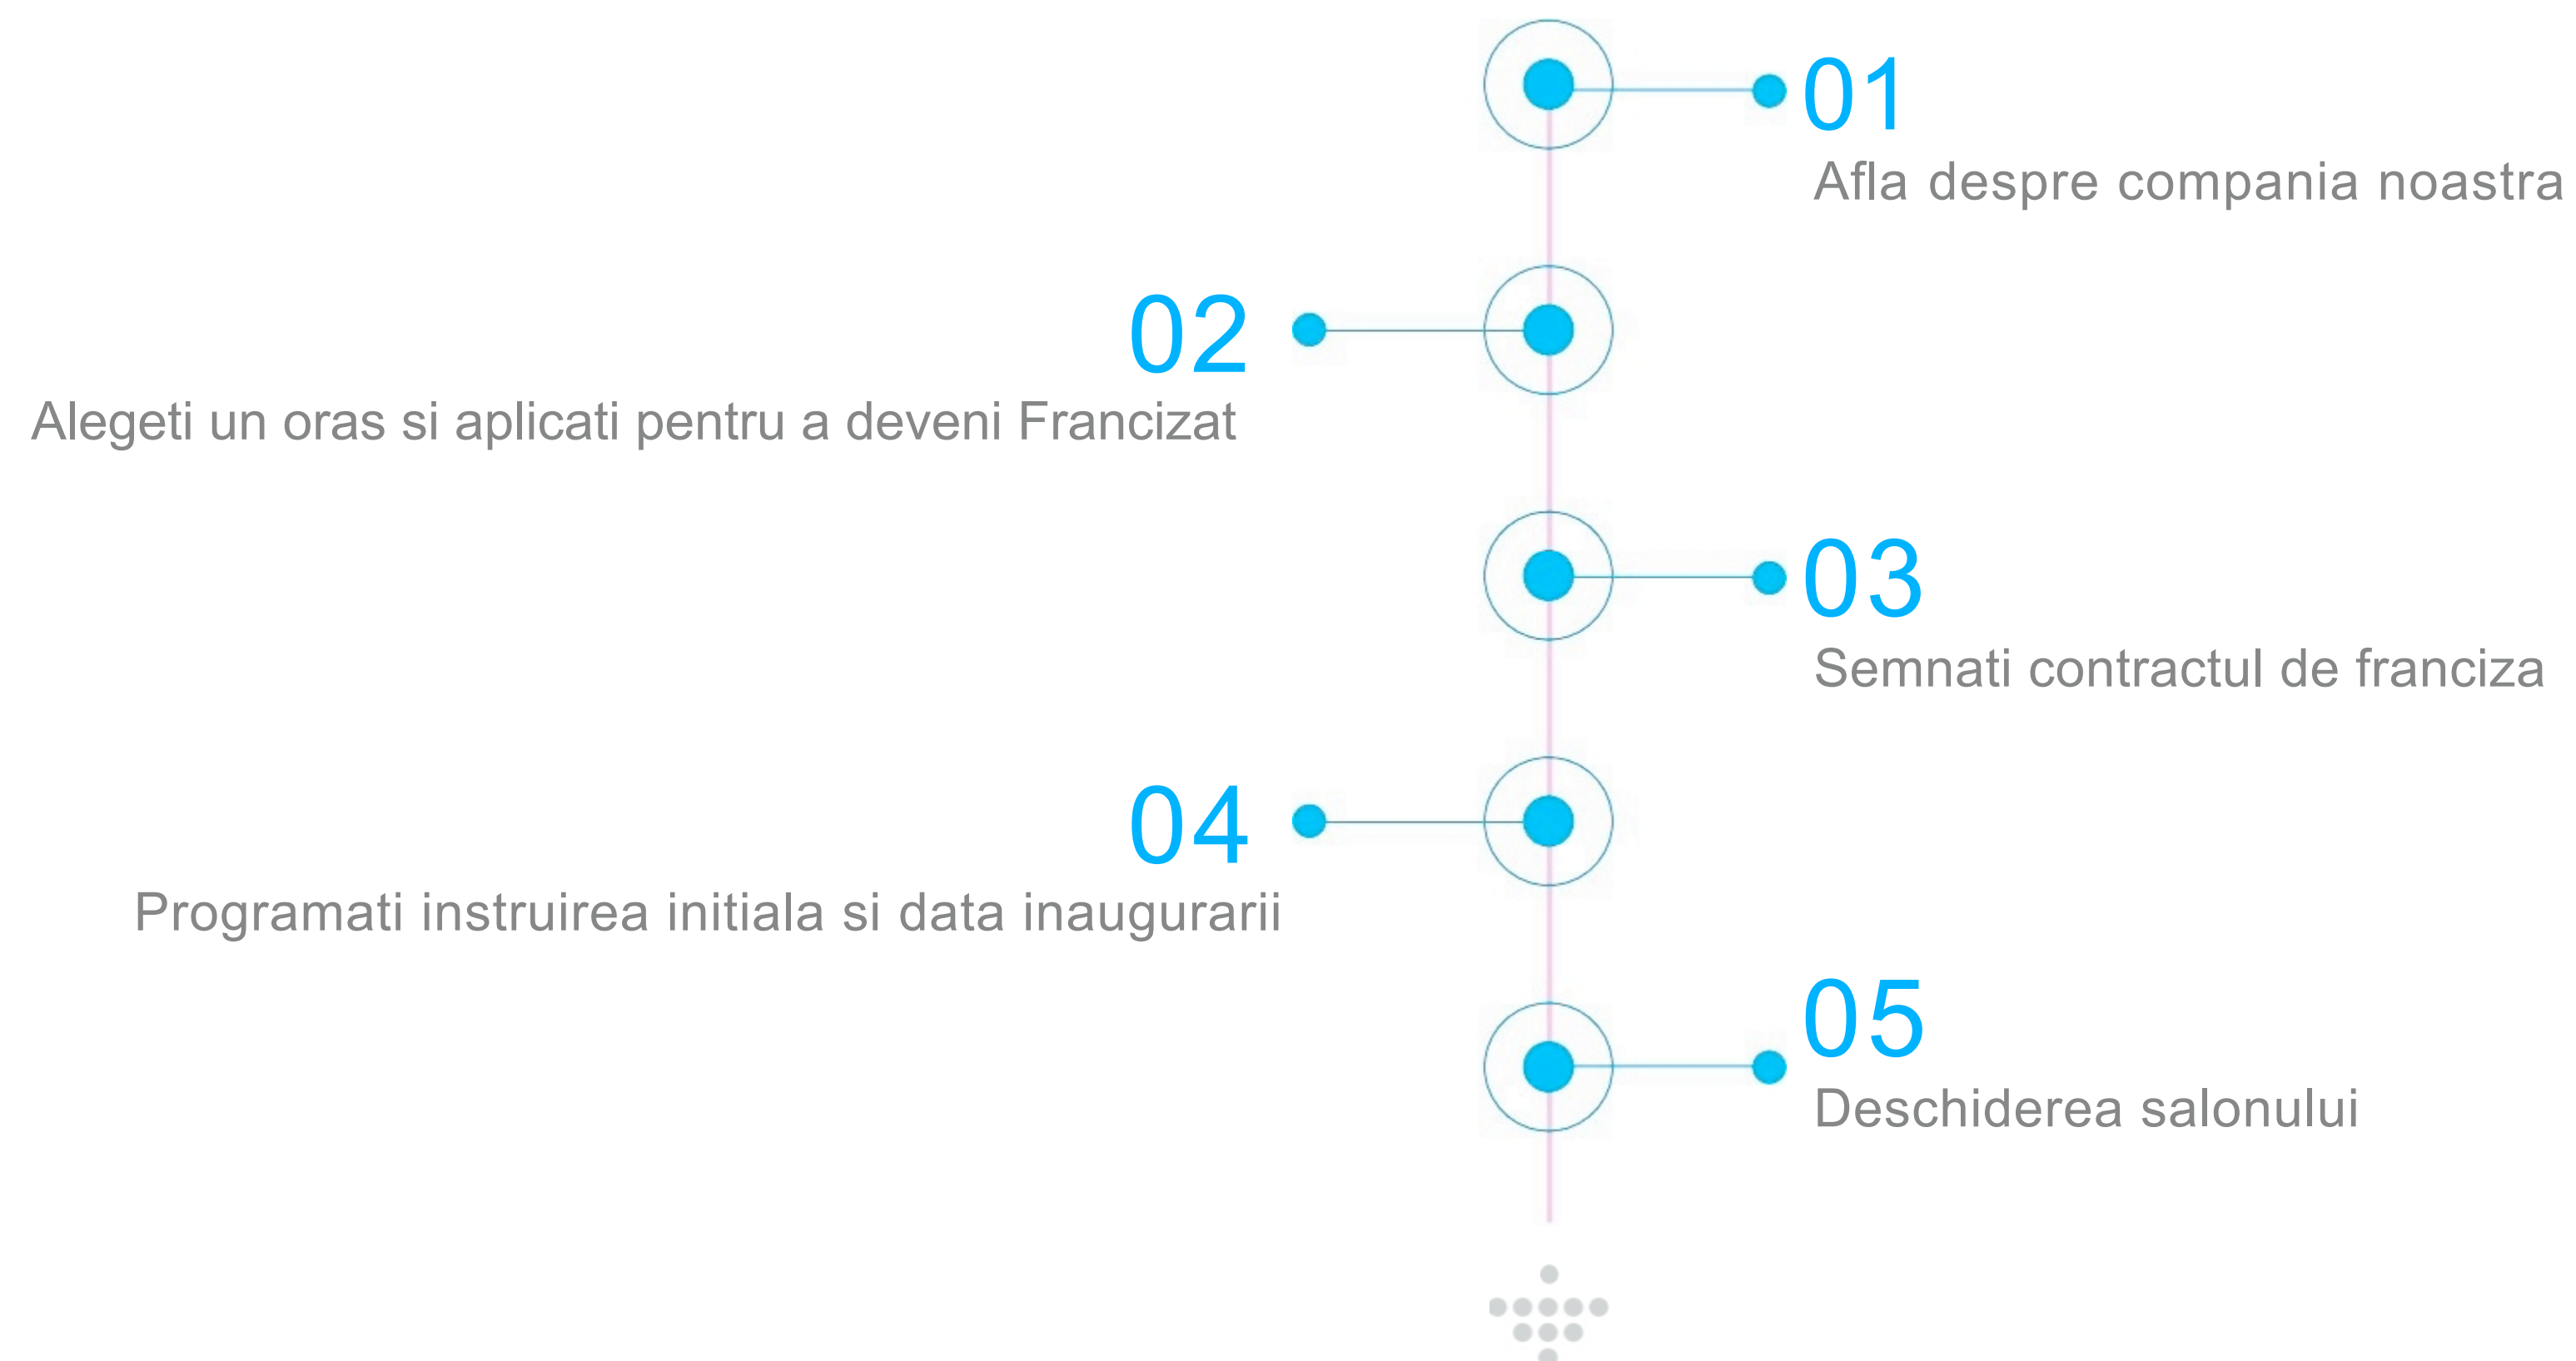 01
Afla despre compania noastra
02
Alegeti un oras si aplicati pentru a deveni Francizat
03
Semnati contractul de franciza
04
Programati instruirea initiala si data inaugurarii
05
Deschiderea salonului